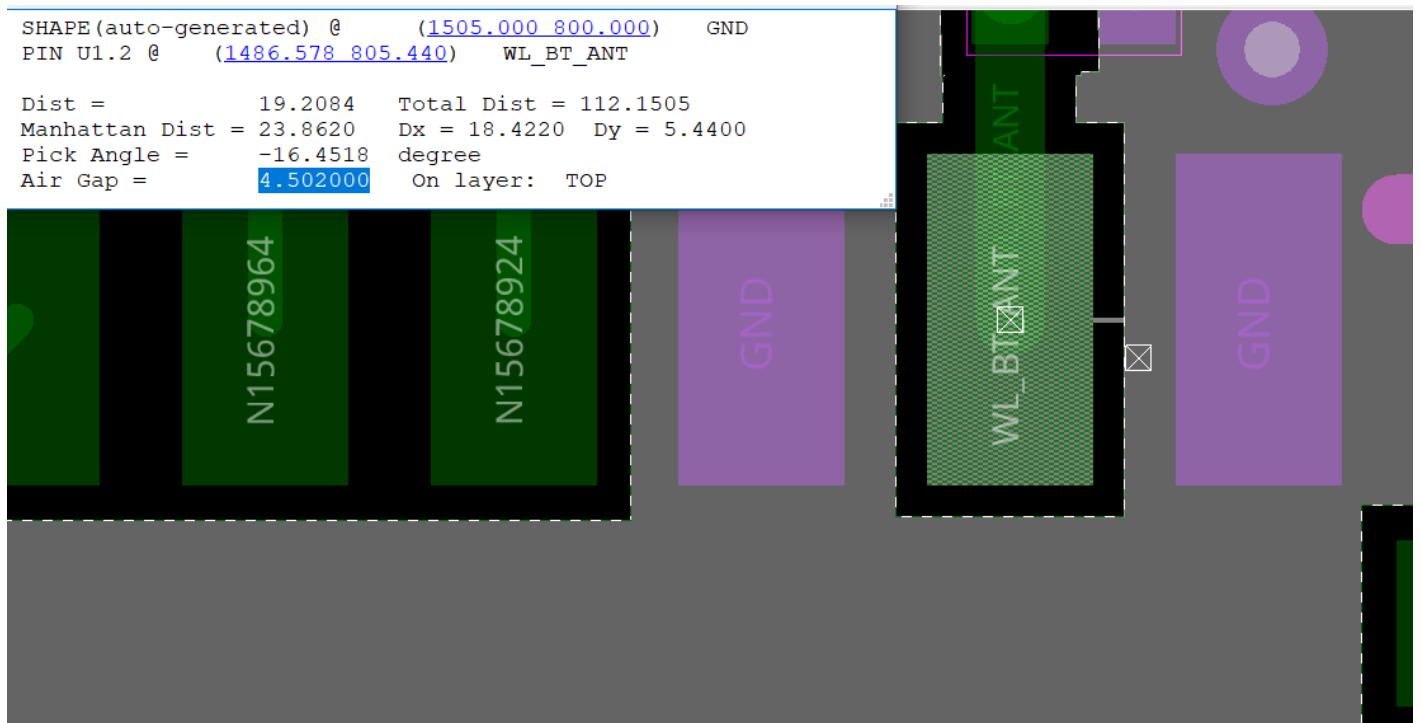 SHAPE(auto-generated) @ (1505.000 800.000) GND
PIN U1.2 @ (1486.578 805.440) WL_BT_ANT
Dist = 19.2084 Total Dist = 112.1505
Manhattan Dist = 23.8620 Dx = 18.4220 Dy = 5.4400
Pick Angle = -16.4518 degree
Air Gap = 4.502000 On layer: TOP
ANT
N15678964
N15678924
GND
WL_BT_ANT
GND